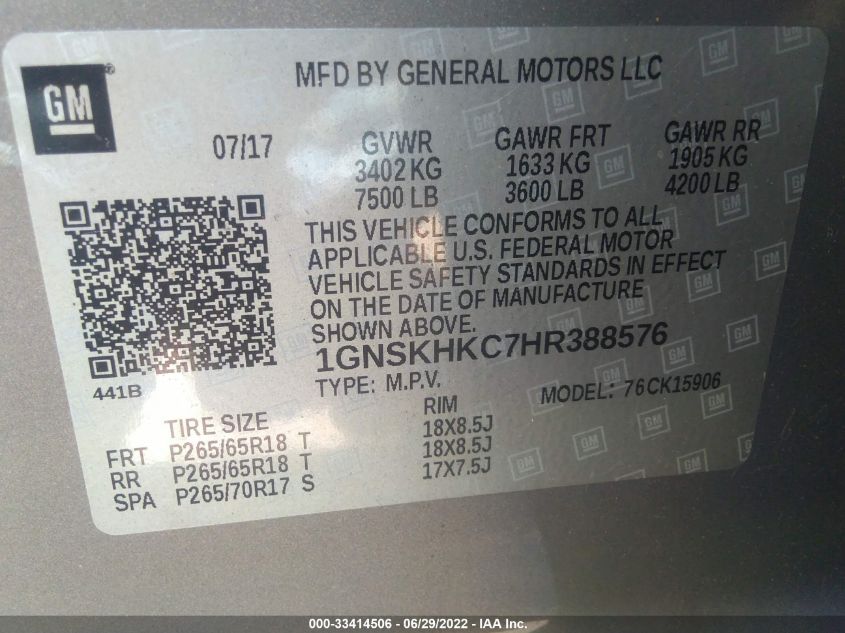 GM
MFD BY GENERAL MOTORS LLC
07/17 GVWR GAWR FRT GAWR RR
3402 KG 1633 KG 1905 KG
7500 LB 3600 LB 4200 LB
THIS VEHICLE CONFORMS TO ALL
APPLICABLE U.S. FEDERAL MOTOR
VEHICLE SAFETY STANDARDS IN EFFECT
ON THE DATE OF MANUFACTURE
SHOWN ABOVE.
1GNSKHKC7HR388576
441B TYPE: M.P.V. MODEL: 76CK15906
TIRE SIZE RIM
FRT P265/65R18 T 18X8.5J
RR P265/65R18 T 18X8.5J
SPA P265/70R17 S 17X7.5J
000-33414506 - 06/29/2022 - IAA Inc.